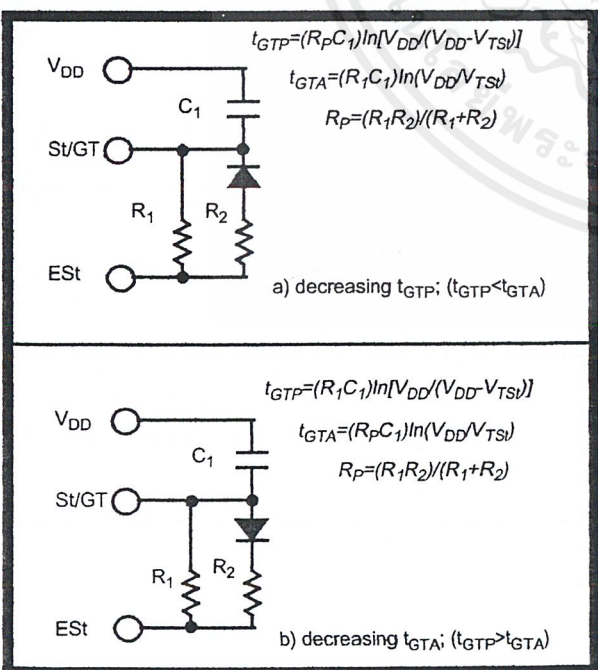 t_GTP=(R_PC_1)ln[V_DD/(V_DD-V_TSt)]
V_DD
t_GTA=(R_1C_1)ln(V_DD/V_TSt)
C_1
R_P=(R_1R_2)/(R_1+R_2)
St/GT
R_1 R_2
ESt
a) decreasing t_GTP; (t_GTP<t_GTA)
t_GTP=(R_1C_1)ln[V_DD/(V_DD-V_TSt)]
V_DD
t_GTA=(R_PC_1)ln(V_DD/V_TSt)
C_1
R_P=(R_1R_2)/(R_1+R_2)
St/GT
R_1 R_2
ESt
b) decreasing t_GTA; (t_GTP>t_GTA)